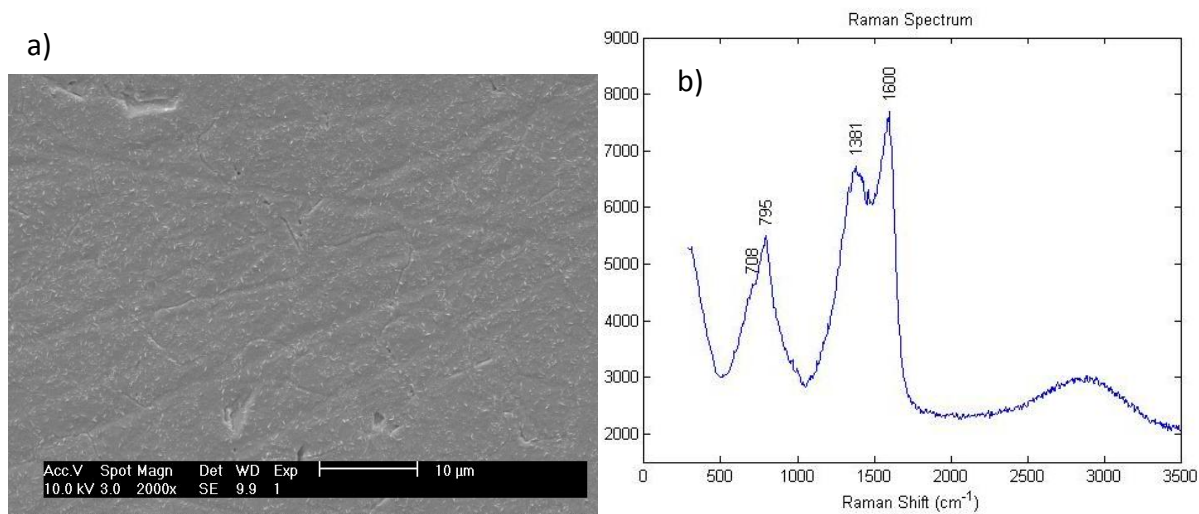 a)
Acc.V Spot Magn Det WD Exp 10 µm
10.0 kV 3.0 2000x SE 9.9 1
Raman Spectrum
b)
9000
8000
7000
6000
5000
4000
3000
2000
708
795
1381
1600
0 500 1000 1500 2000 2500 3000 3500
Raman Shift (cm⁻¹)